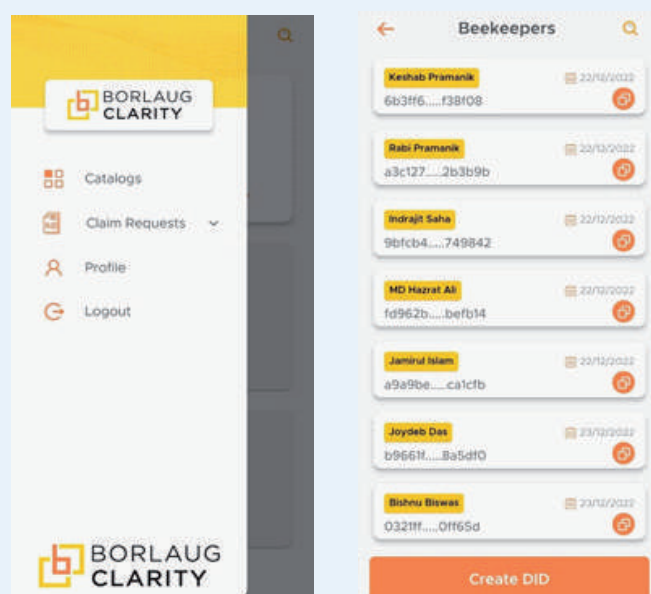 BORLAUG
CLARITY
Catalogs
Claim Requests
Profile
Logout
BORLAUG
CLARITY
Beekeepers
Keshab Pramanik
22/12/2022
6b3ff6.....f38f08
Rabi Pramanik
22/12/2022
a3c127.....2b3b9b
Indrajit Saha
22/12/2022
9bfcb4.....749842
MD Hazrat Ali
22/12/2022
fd962b.....befb14
Jamirul Islam
22/12/2022
a9a9be.....ca1cfb
Joydeb Das
23/12/2022
b9661f.....8a5df0
Bishnu Biswas
23/12/2022
0321ff.....0ff65d
Create DID